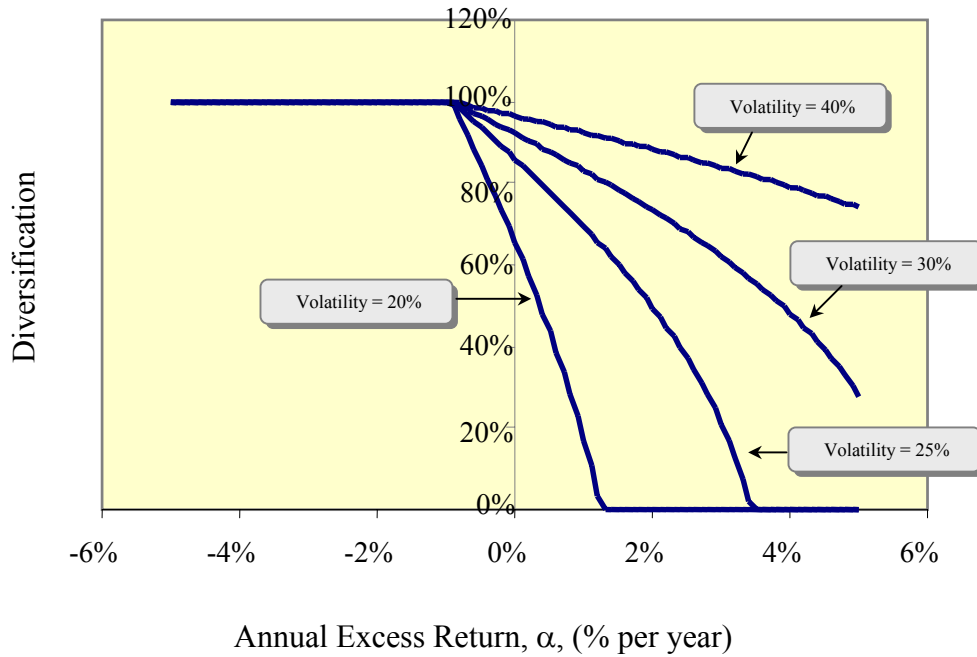 120%
100%
80%
60%
40%
20%
0%
Diversification
Volatility = 40%
Volatility = 30%
Volatility = 20%
Volatility = 25%
-6%
-4%
-2%
0%
2%
4%
6%
Annual Excess Return, α, (% per year)